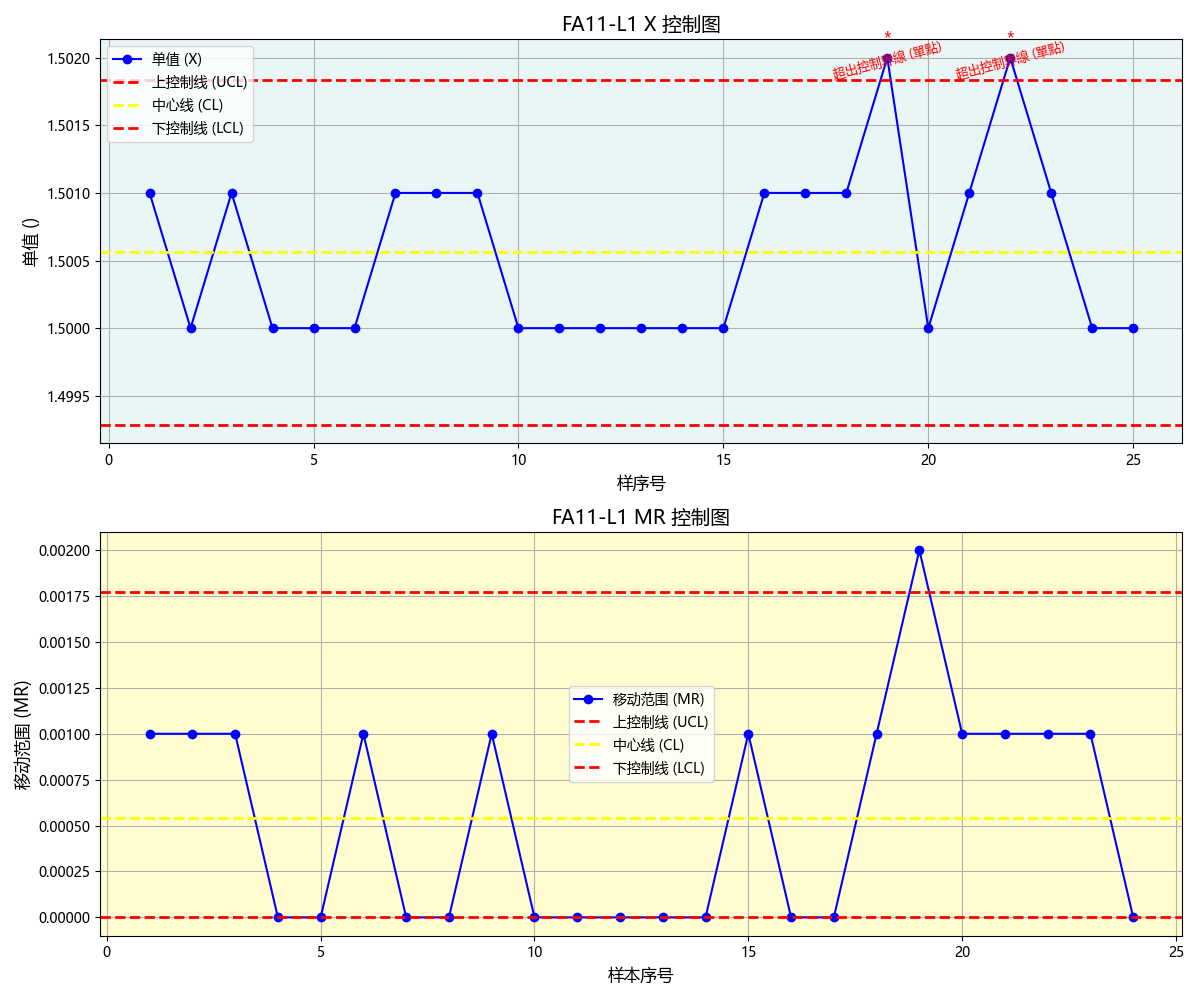 FA11-L1 X 控制图
单值 ()
1.5020
1.5015
1.5010
1.5005
1.5000
1.4995
单值 (X)
上控制线 (UCL)
中心线 (CL)
下控制线 (LCL)
*
*
超出控制界線 (單點)
超出控制界線 (單點)
0
5
10
15
20
25
样序号
FA11-L1 MR 控制图
移动范围 (MR)
0.00200
0.00175
0.00150
0.00125
0.00100
0.00075
0.00050
0.00025
0.00000
移动范围 (MR)
上控制线 (UCL)
中心线 (CL)
下控制线 (LCL)
0
5
10
15
20
25
样本序号